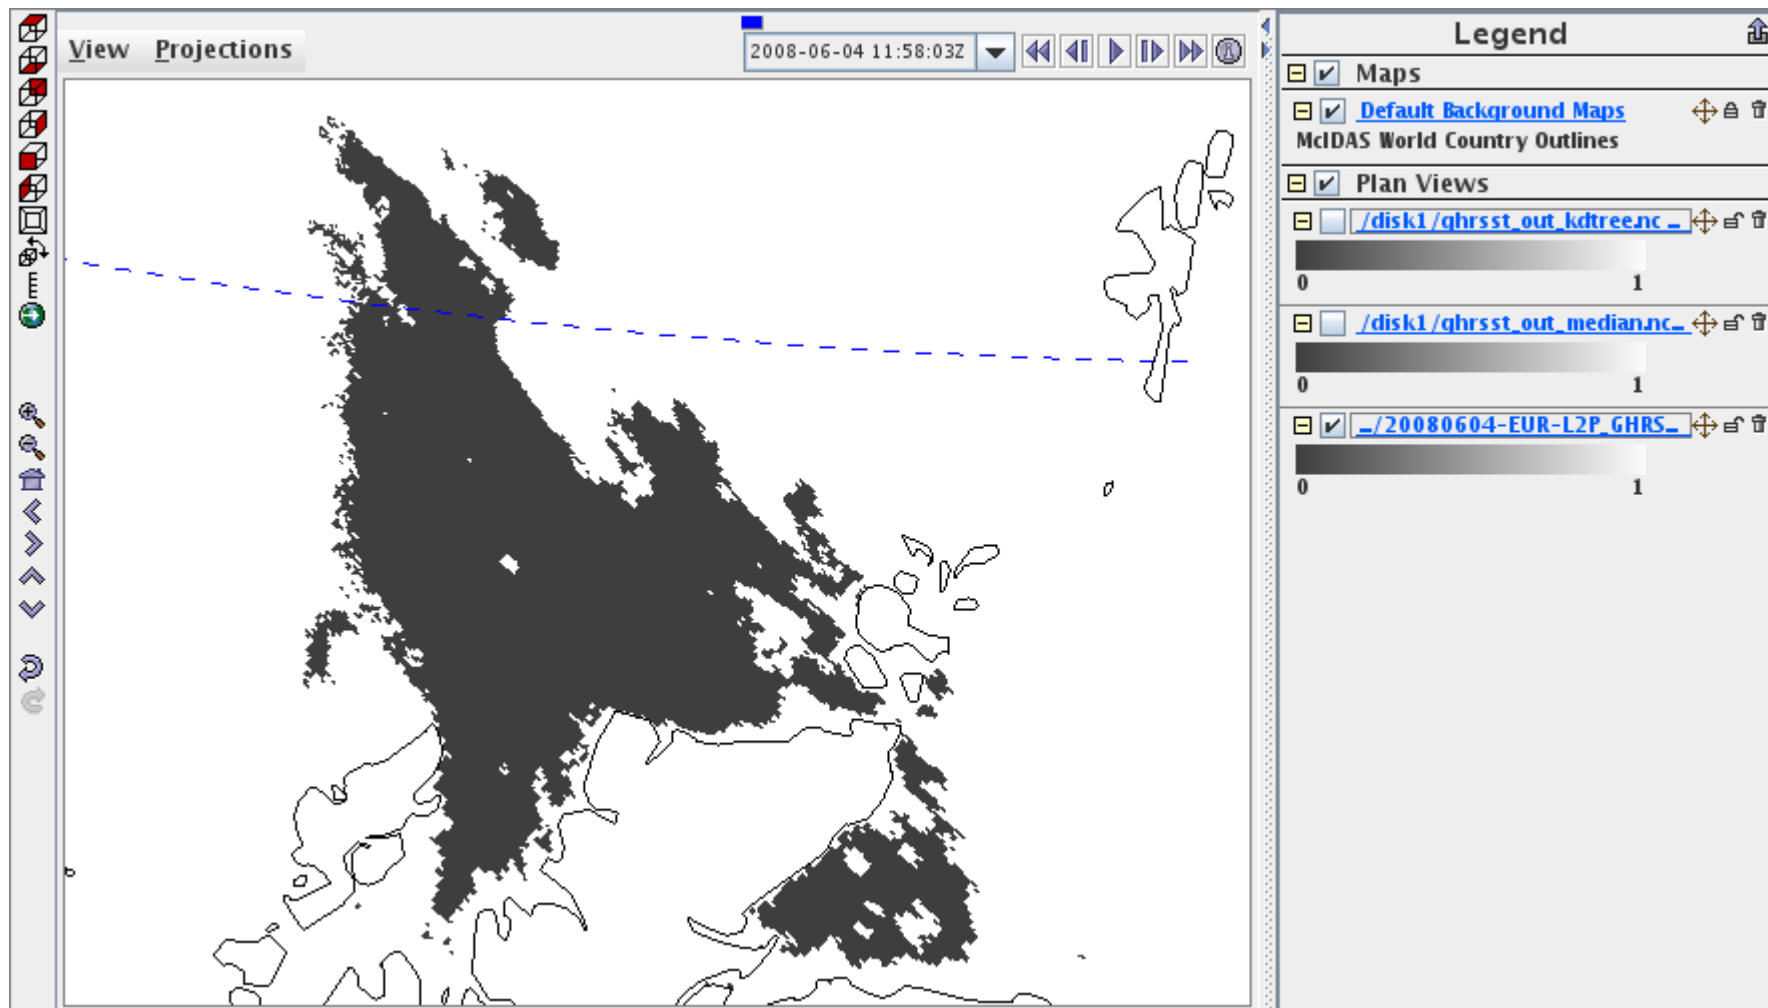 View Projections
2008-06-04 11:58:03Z
Legend
Maps
Default Background Maps
McIDAS World Country Outlines
Plan Views
/disk1/ghrsst_out_kdtree.nc
0 1
/disk1/ghrsst_out_median.nc
0 1
/20080604-EUR-L2P_GHRS
0 1